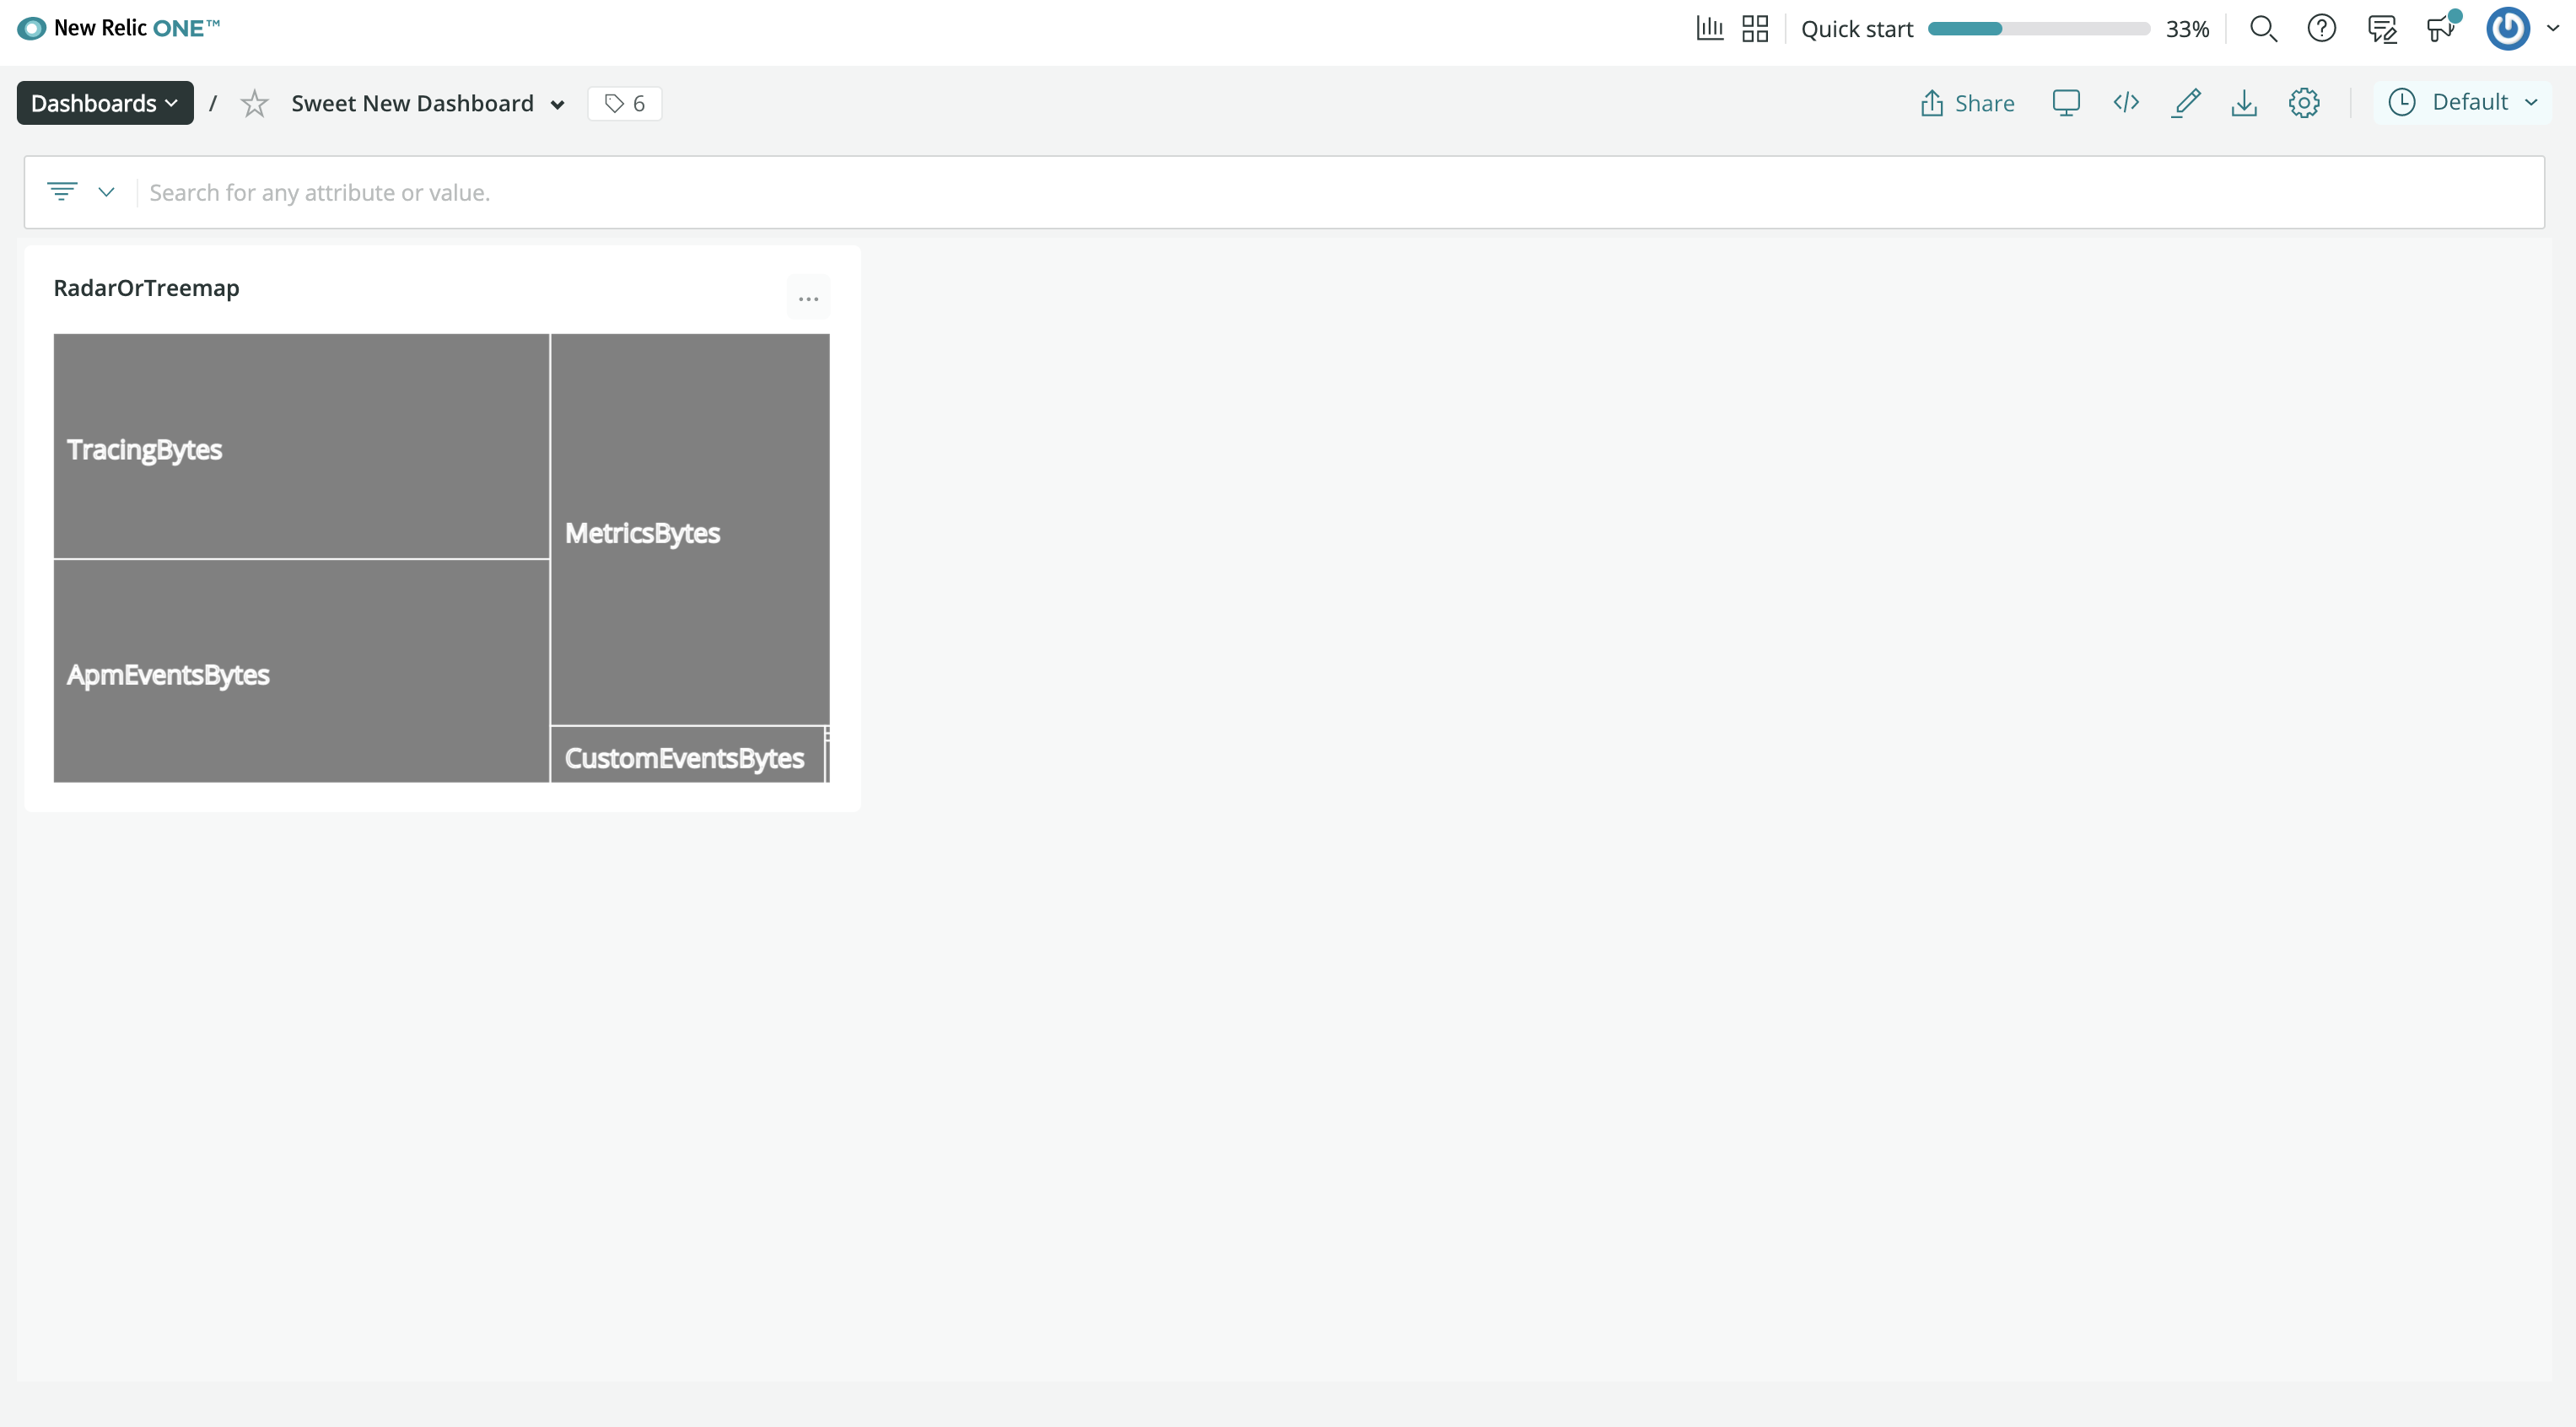 New Relic ONE™
Quick start 33%
Dashboards / Sweet New Dashboard 6
Share
Default
Search for any attribute or value.
RadarOrTreemap
...
TracingBytes
MetricsBytes
ApmEventsBytes
CustomEventsBytes